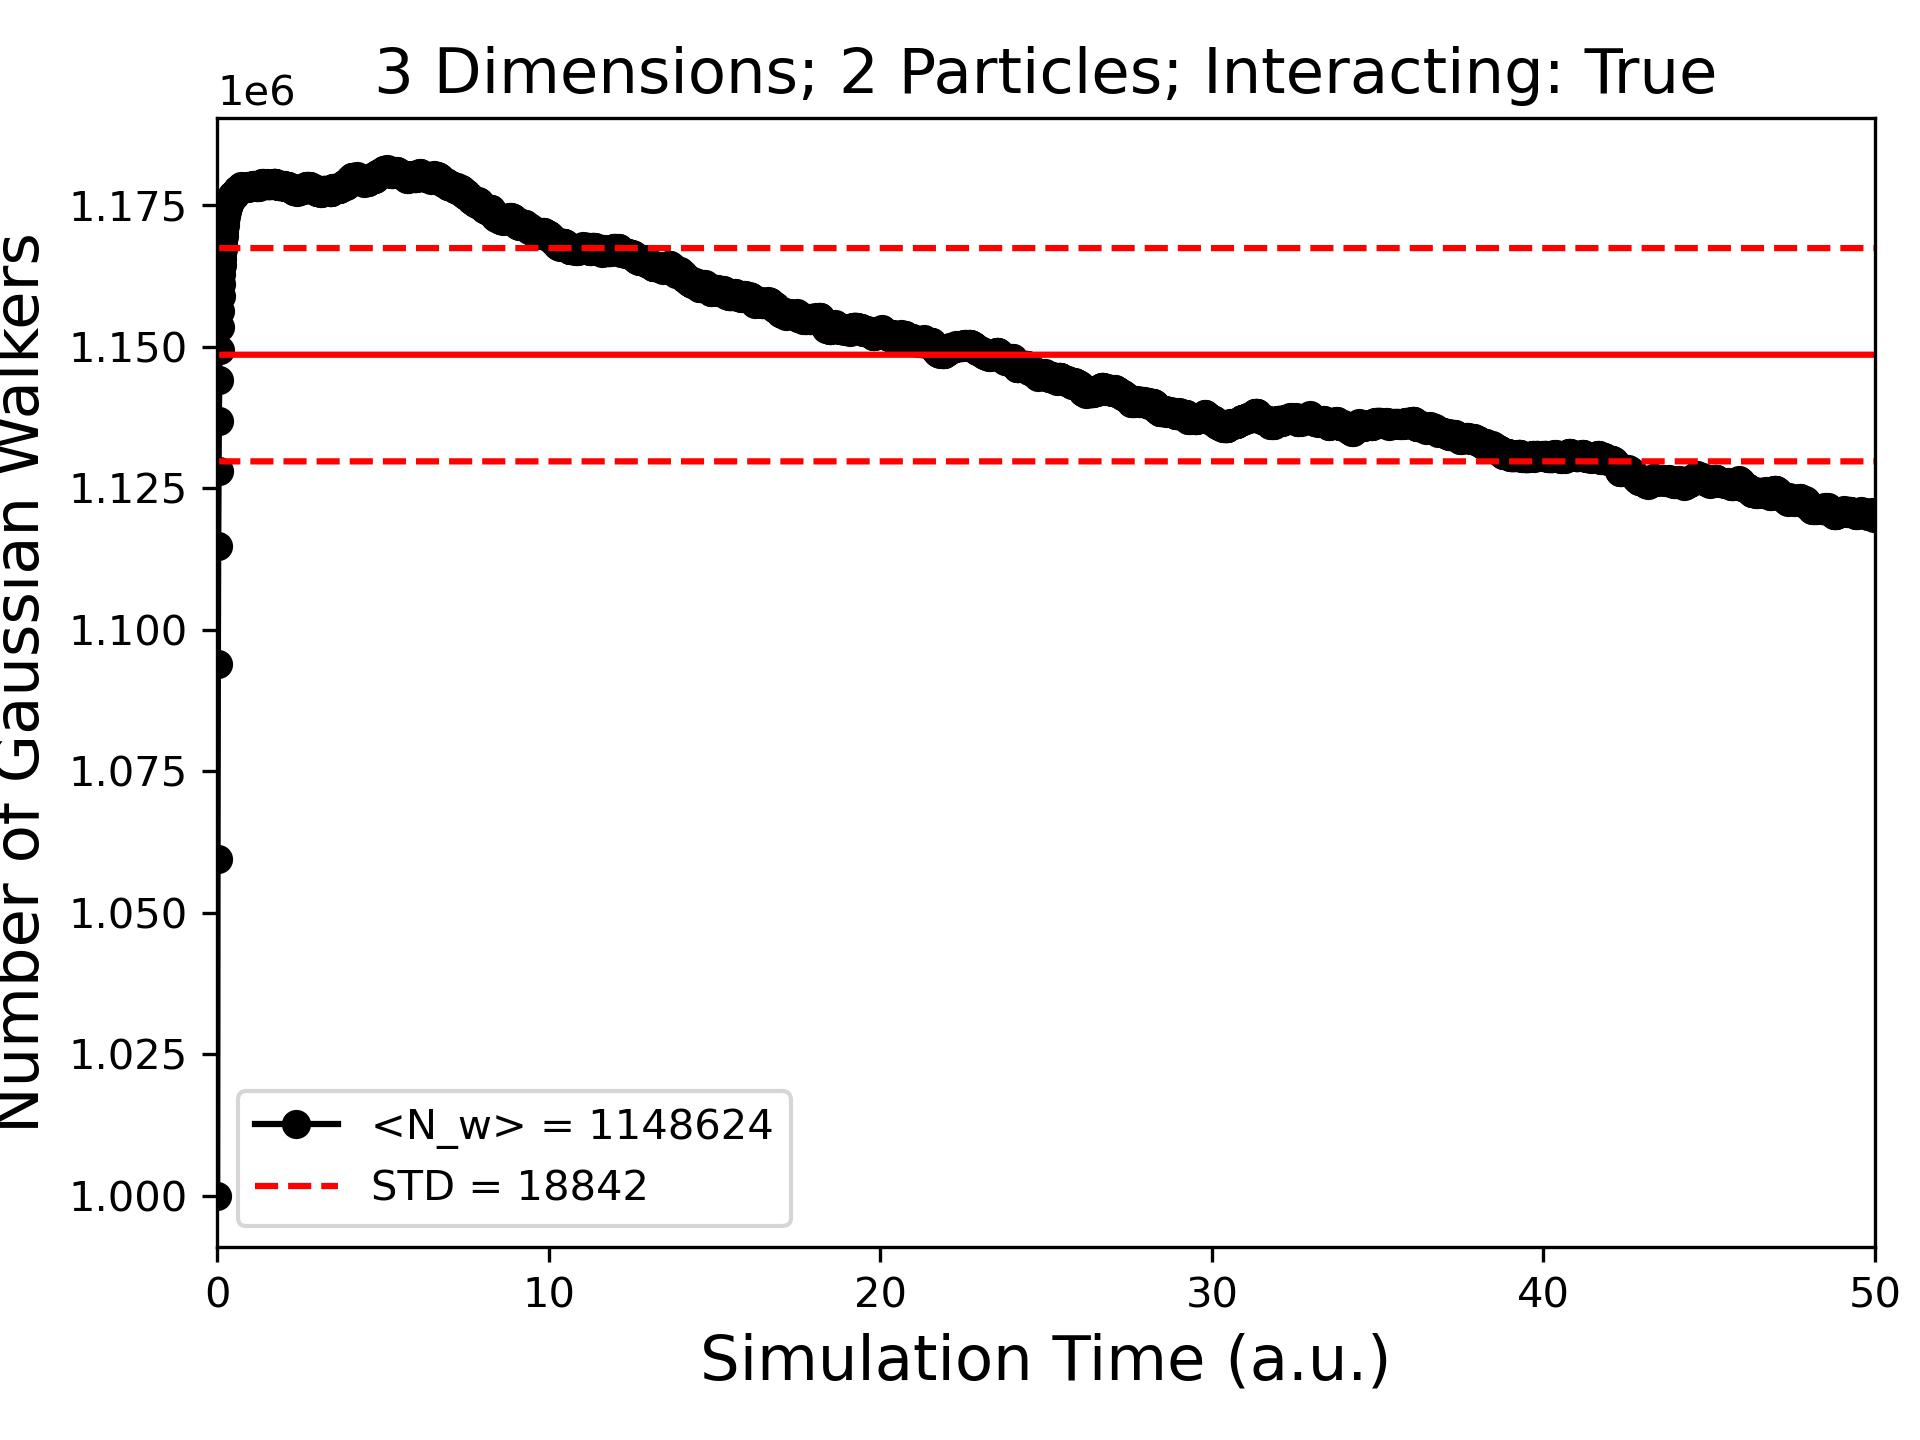 3 Dimensions; 2 Particles; Interacting: True
1e6
Number of Gaussian Walkers
1.175
1.150
1.125
1.100
1.075
1.050
1.025
1.000
<N_w> = 1148624
STD = 18842
0 10 20 30 40 50
Simulation Time (a.u.)